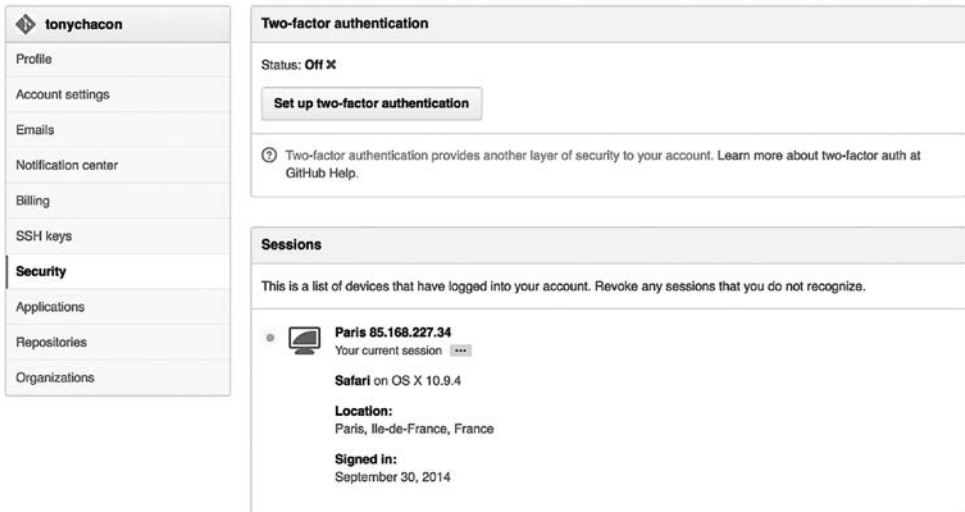 tonychacon
Profile
Account settings
Emails
Notification center
Billing
SSH keys
Security
Applications
Repositories
Organizations
Two-factor authentication
Status: Off ✖
Set up two-factor authentication
Two-factor authentication provides another layer of security to your account. Learn more about two-factor auth at
GitHub Help.
Sessions
This is a list of devices that have logged into your account. Revoke any sessions that you do not recognize.
Paris 85.168.227.34
Your current session ···
Safari on OS X 10.9.4
Location:
Paris, Ile-de-France, France
Signed in:
September 30, 2014